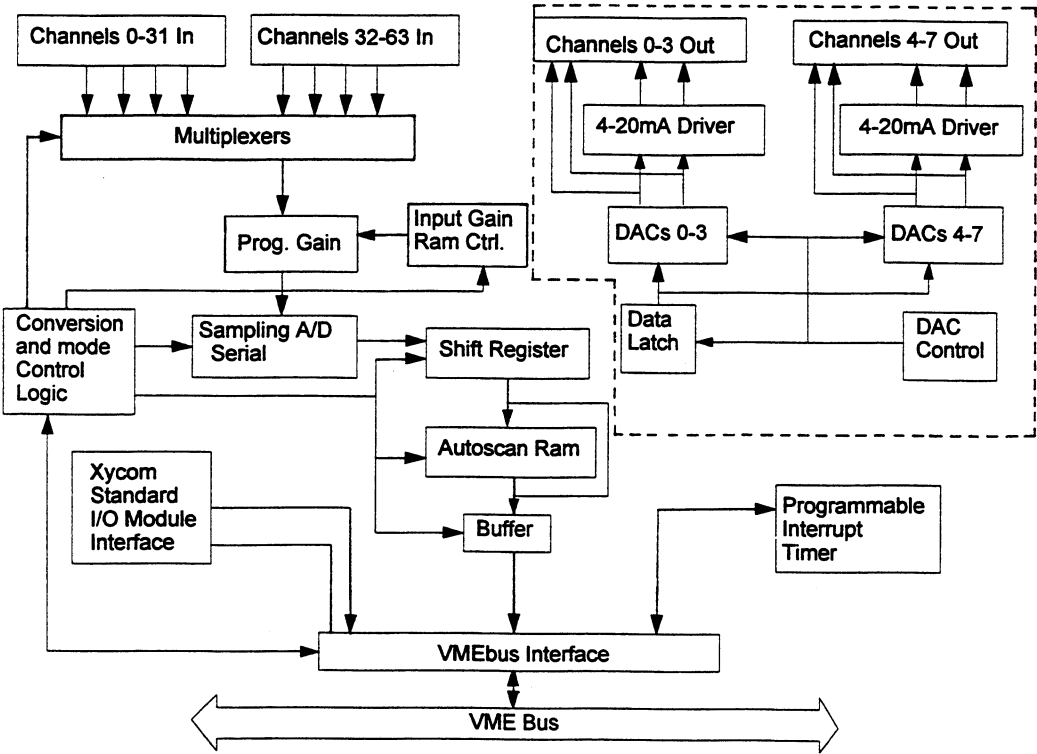 Channels 0-31 In
Channels 32-63 In
Channels 0-3 Out
Channels 4-7 Out
Multiplexers
4-20mA Driver
4-20mA Driver
Prog. Gain
Input Gain
Ram Ctrl.
DACs 0-3
DACs 4-7
Conversion
and mode
Control
Logic
Sampling A/D
Serial
Shift Register
Data
Latch
DAC
Control
Autoscan Ram
Xycom
Standard
I/O Module
Interface
Buffer
Programmable
Interrupt
Timer
VMEbus Interface
VME Bus